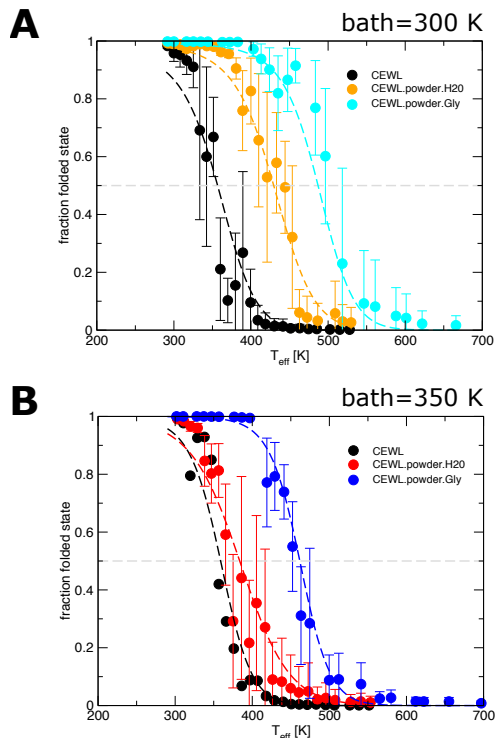 A
bath=300 K
1
0.8
0.6
0.4
0.2
0
fraction folded state
CEWL
CEWL.powder.H20
CEWL.powder.Gly
200 300 400 500 600 700
T_eff [K]
B
bath=350 K
1
0.8
0.6
0.4
0.2
0
fraction folded state
CEWL
CEWL.powder.H20
CEWL.powder.Gly
200 300 400 500 600 700
T_eff [K]